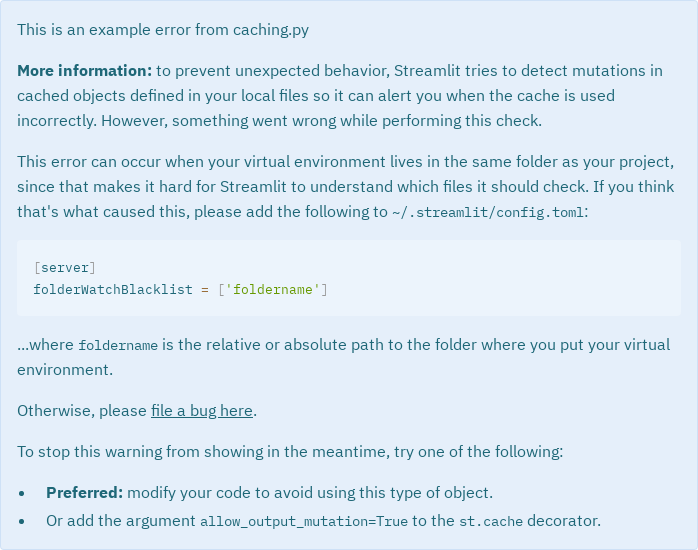 This is an example error from caching.py
More information: to prevent unexpected behavior, Streamlit tries to detect mutations in
cached objects defined in your local files so it can alert you when the cache is used
incorrectly. However, something went wrong while performing this check.
This error can occur when your virtual environment lives in the same folder as your project,
since that makes it hard for Streamlit to understand which files it should check. If you think
that's what caused this, please add the following to ~/.streamlit/config.toml:
[server]
folderWatchBlacklist = ['foldername']
...where foldername is the relative or absolute path to the folder where you put your virtual
environment.
Otherwise, please file a bug here.
To stop this warning from showing in the meantime, try one of the following:
• Preferred: modify your code to avoid using this type of object.
• Or add the argument allow_output_mutation=True to the st.cache decorator.